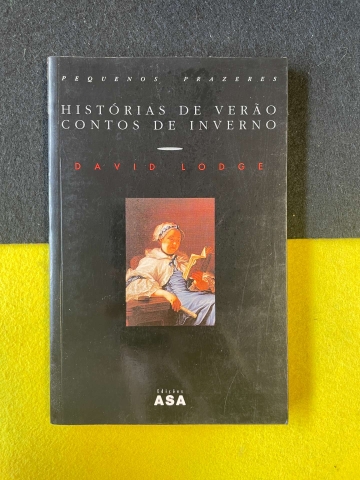 PEQUENOS PRAZERES
HISTÓRIAS DE VERÃO
CONTOS DE INVERNO
DAVID LODGE
Edições
ASA